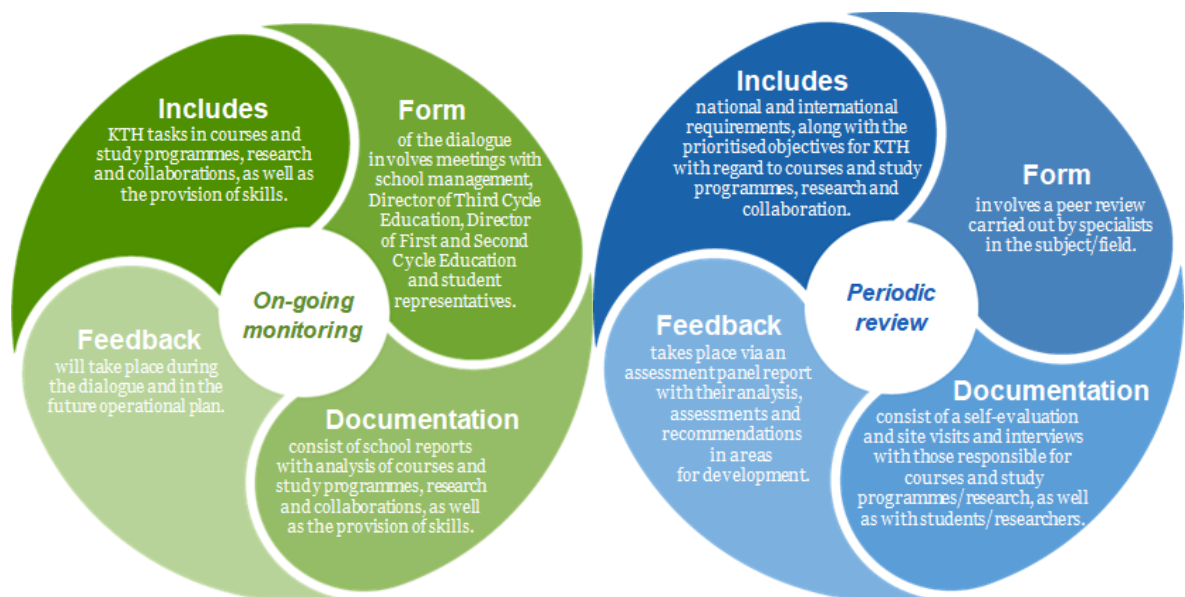 Includes
KTH tasks in courses and
study programmes, research
and collaborations, as well as
the provision of skills.
Form
of the dialogue
involves meetings with
school management,
Director of Third Cycle
Education, Director
of First and Second
Cycle Education
and student
representatives.
On-going
monitoring
Feedback
will take place during
the dialogue and in the
future operational plan.
Documentation
consist of school reports
with analysis of courses and
study programmes, research
and collaborations, as well
as the provision of skills.
Includes
national and international
requirements, along with the
prioritised objectives for KTH
with regard to courses and study
programmes, research and
collaboration.
Form
involves a peer review
carried out by specialists
in the subject/field.
Periodic
review
Feedback
takes place via an
assessment panel report
with their analysis,
assessments and
recommendations
in areas
for development.
Documentation
consist of a self-evaluation
and site visits and interviews
with those responsible for
courses and study
programmes/research, as well
as with students/researchers.